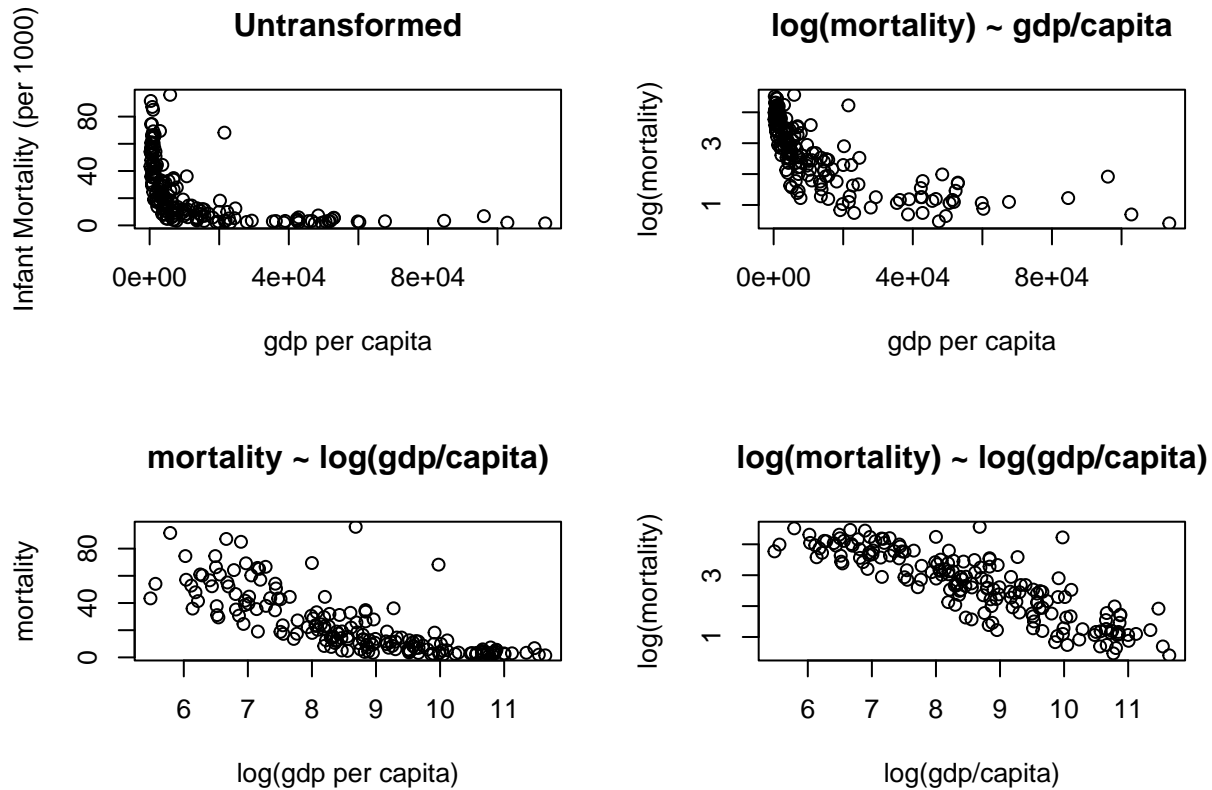 Untransformed
Infant Mortality (per 1000)
80
40
0
0e+00 4e+04 8e+04
gdp per capita
log(mortality) ~ gdp/capita
log(mortality)
3
1
0e+00 4e+04 8e+04
gdp per capita
mortality ~ log(gdp/capita)
mortality
80
40
0
6 7 8 9 10 11
log(gdp per capita)
log(mortality) ~ log(gdp/capita)
log(mortality)
3
1
6 7 8 9 10 11
log(gdp/capita)